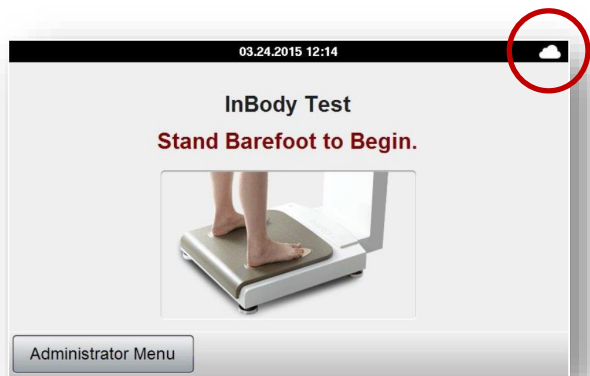 03.24.2015 12:14
InBody Test
Stand Barefoot to Begin.
Administrator Menu